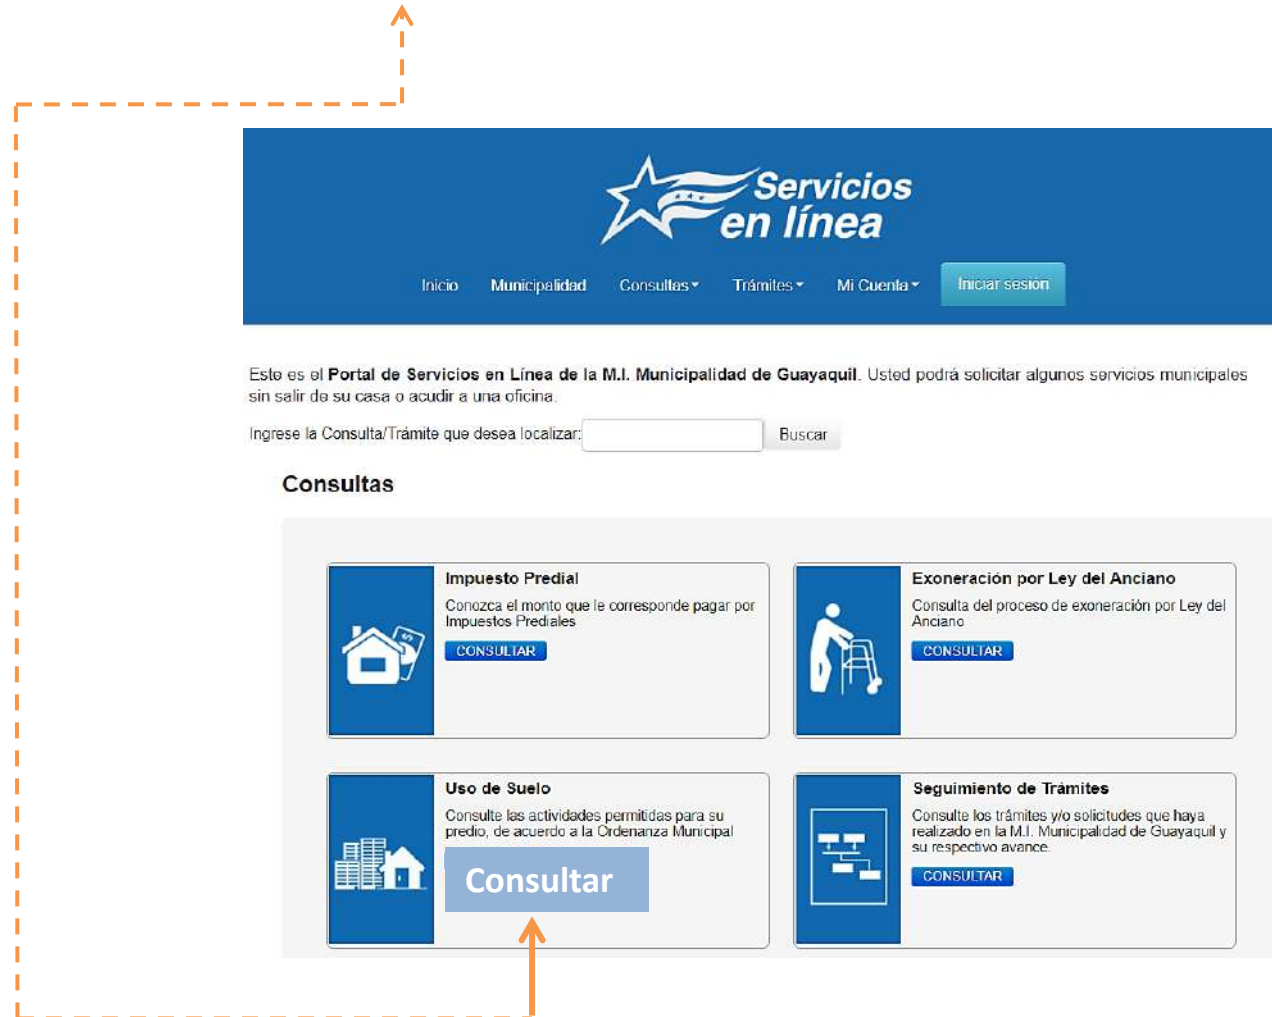 Servicios
en línea
Inicio Municipalidad Consultas Trámites Mi Cuenta Iniciar sesión
Este es el Portal de Servicios en Línea de la M.I. Municipalidad de Guayaquil. Usted podrá solicitar algunos servicios municipales
sin salir de su casa o acudir a una oficina.
Ingrese la Consulta/Trámite que desea localizar: Buscar
Consultas
Impuesto Predial
Conozca el monto que le corresponde pagar por
Impuestos Prediales
CONSULTAR
Exoneración por Ley del Anciano
Consulta del proceso de exoneración por Ley del
Anciano
CONSULTAR
Uso de Suelo
Consulte las actividades permitidas para su
predio, de acuerdo a la Ordenanza Municipal
Consultar
Seguimiento de Trámites
Consulte los trámites y/o solicitudes que haya
realizado en la M.I. Municipalidad de Guayaquil y
su respectivo avance.
CONSULTAR